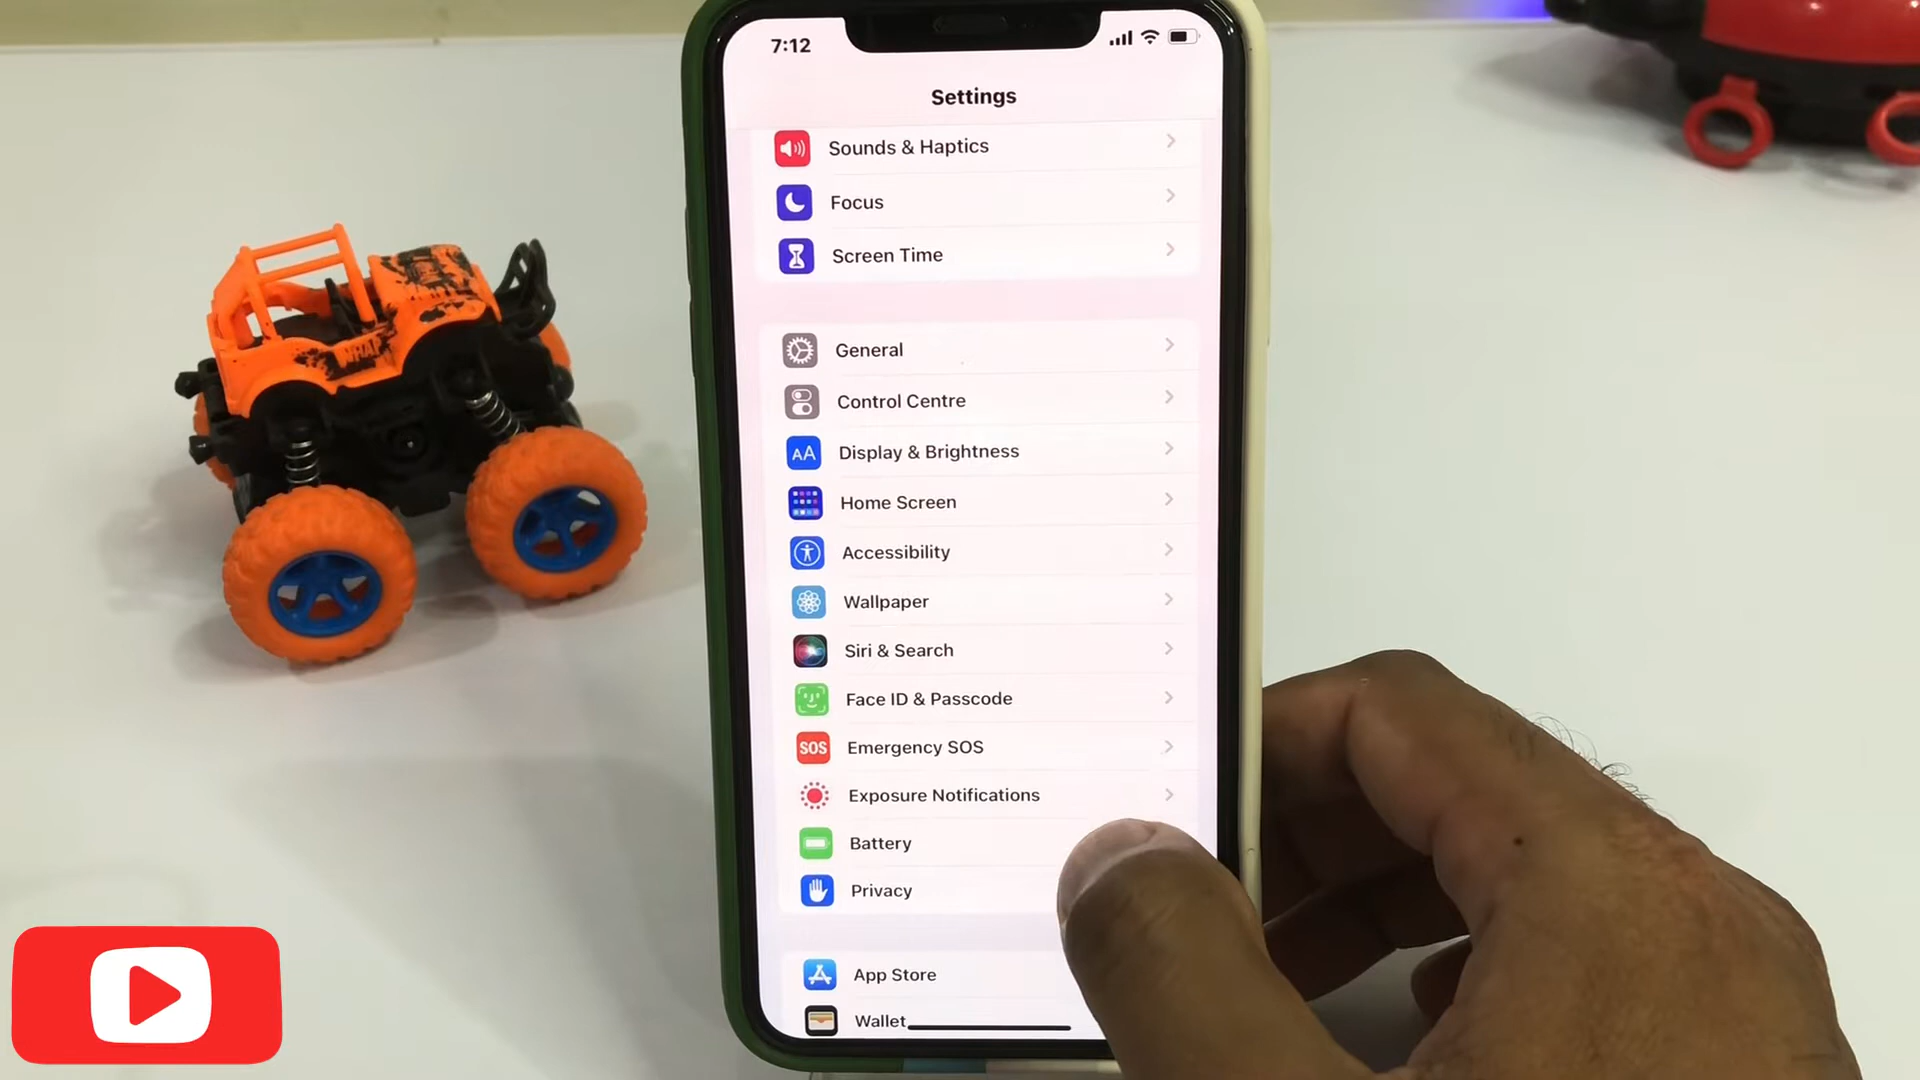 7:12
Settings
Sounds & Haptics
Focus
Screen Time
General
Control Centre
AA
Display & Brightness
Home Screen
Accessibility
Wallpaper
Siri & Search
Face ID & Passcode
SOS
Emergency SOS
Exposure Notifications
Battery
Privacy
App Store
Wallet